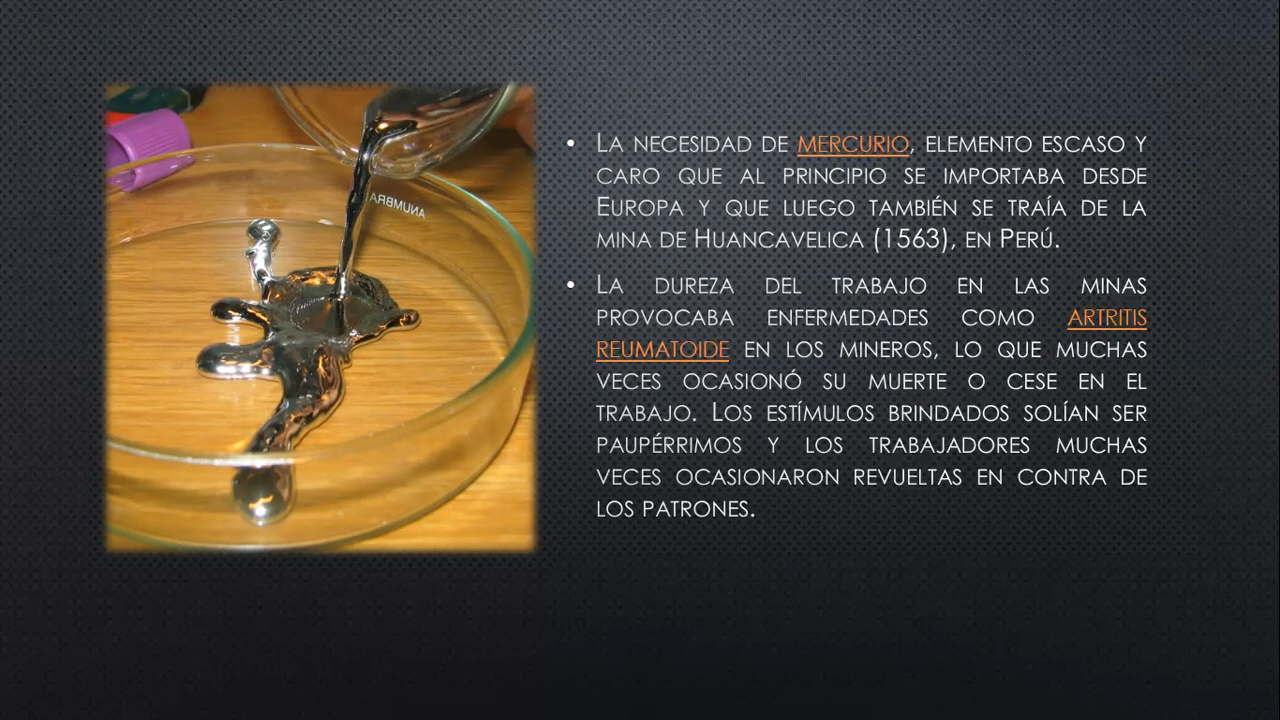 ANUMBRA
• La necesidad de mercurio, elemento escaso y
caro que al principio se importaba desde
Europa y que luego también se traía de la
mina de Huancavelica (1563), en Perú.
• La dureza del trabajo en las minas
provocaba enfermedades como artritis
reumatoide en los mineros, lo que muchas
veces ocasionó su muerte o cese en el
trabajo. Los estímulos brindados solían ser
paupérrimos y los trabajadores muchas
veces ocasionaron revueltas en contra de
los patrones.